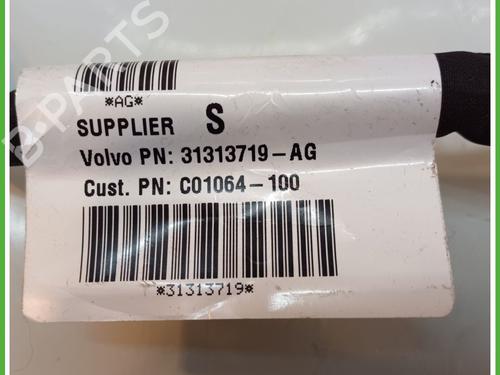 *AG*
SUPPLIER S
Volvo PN: 31313719-AG
Cust. PN: C01064-100
*31313719*
B-PARTS